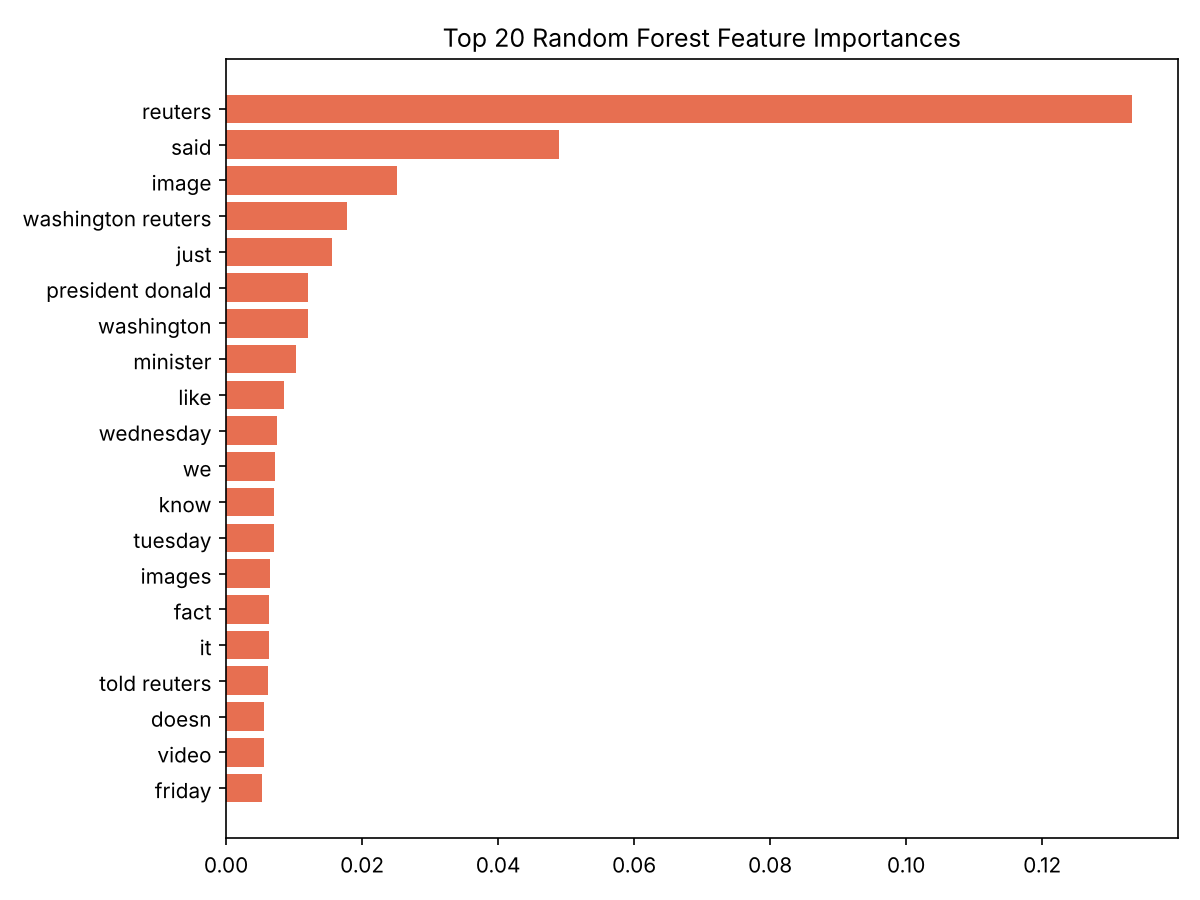 Top 20 Random Forest Feature Importances
reuters
said
image
washington reuters
just
president donald
washington
minister
like
wednesday
we
know
tuesday
images
fact
it
told reuters
doesn
video
friday
0.00 0.02 0.04 0.06 0.08 0.10 0.12